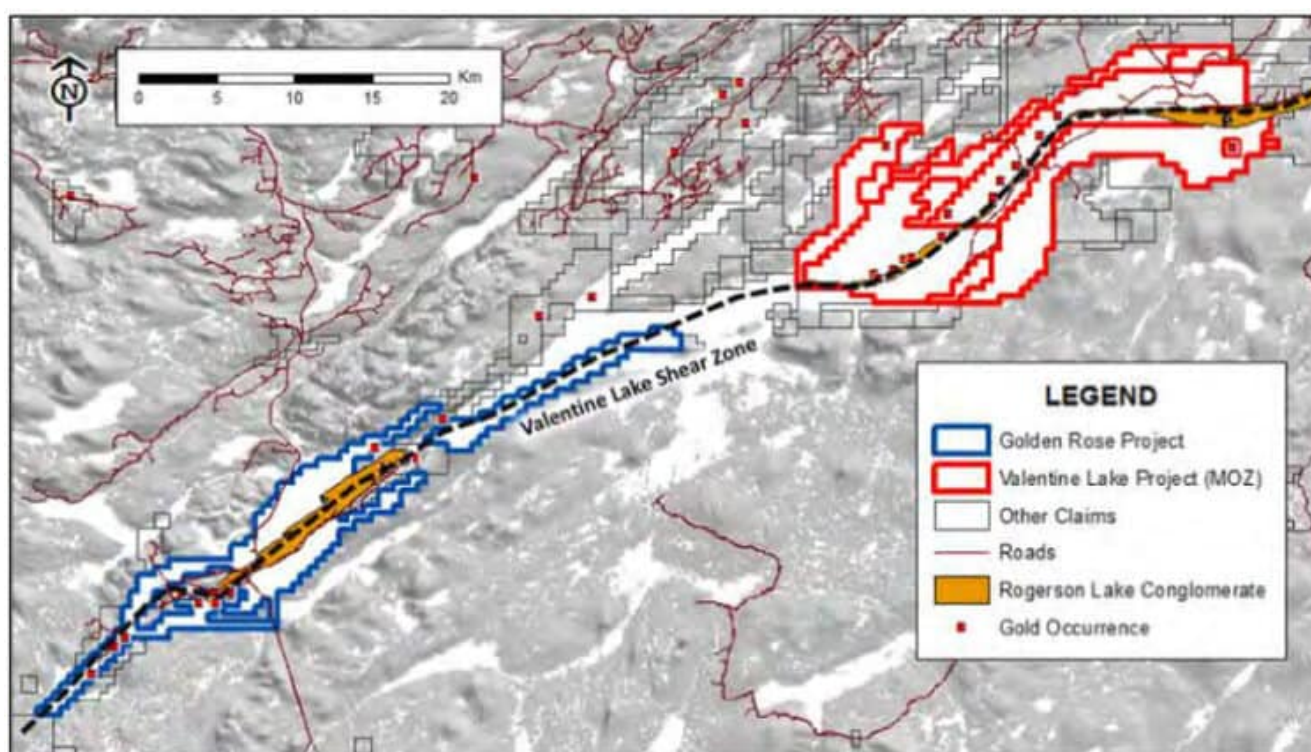 N
Km
0 5 10 15 20
Valentine Lake Shear Zone
LEGEND
Golden Rose Project
Valentine Lake Project (MOZ)
Other Claims
Roads
Rogerson Lake Conglomerate
Gold Occurrence